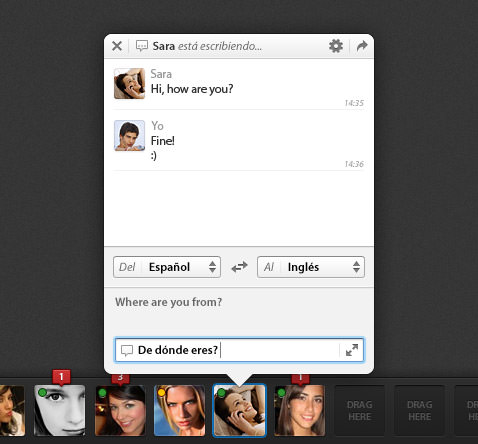 Sara está escribiendo...
Sara
Hi, how are you?
14:35
Yo
Fine!
:)
14:36
Del Español
Al Inglés
Where are you from?
De dónde eres?
1
3
1
DRAG
HERE
DRAG
HERE
DRAG
HERE